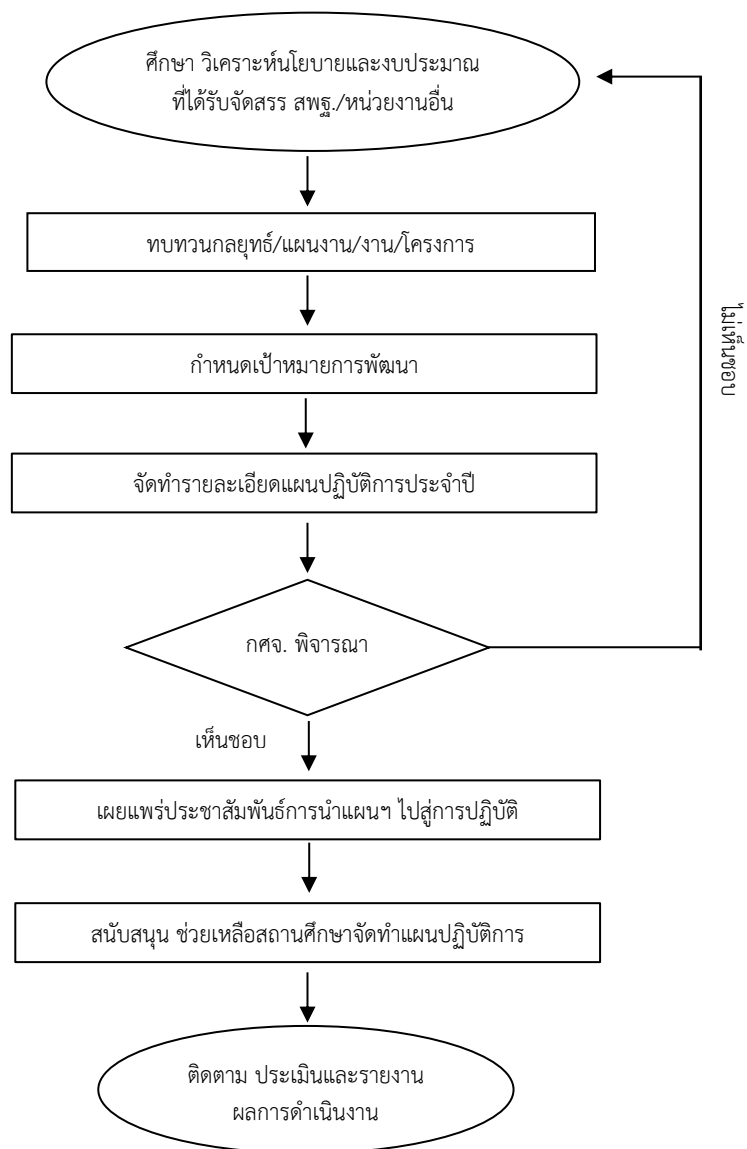 ศึกษา วิเคราะห์นโยบายและงบประมาณ
ที่ได้รับจัดสรร สพฐ./หน่วยงานอื่น
ทบทวนกลยุทธ์/แผนงาน/งาน/โครงการ
กำหนดเป้าหมายการพัฒนา
จัดทำรายละเอียดแผนปฏิบัติการประจำปี
กศจ. พิจารณา
ไม่เห็นชอบ
เห็นชอบ
เผยแพร่ประชาสัมพันธ์การนำแผนฯ ไปสู่การปฏิบัติ
สนับสนุน ช่วยเหลือสถานศึกษาจัดทำแผนปฏิบัติการ
ติดตาม ประเมินและรายงาน
ผลการดำเนินงาน